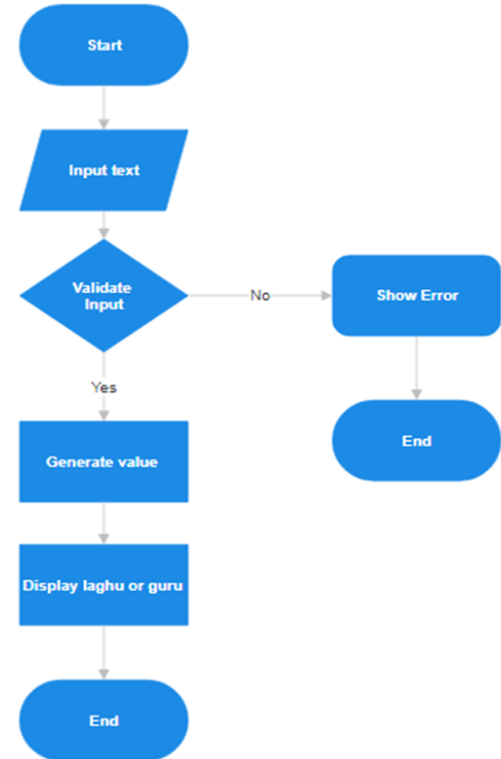 Start
Input text
Validate
Input
No
Show Error
Yes
End
Generate value
Display laghu or guru
End